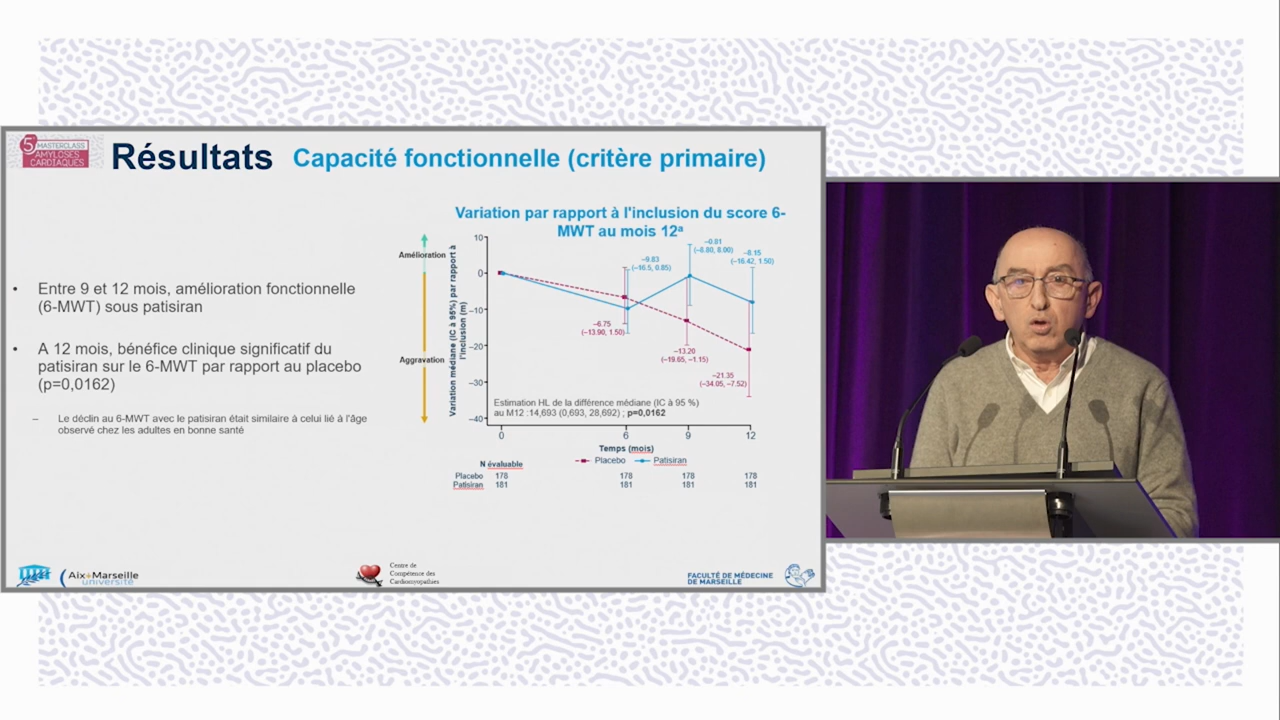 5e MASTERCLASS
AMYLOSES
CARDIAQUES
Résultats Capacité fonctionnelle (critère primaire)
• Entre 9 et 12 mois, amélioration fonctionnelle
(6-MWT) sous patisiran
• A 12 mois, bénéfice clinique significatif du
patisiran sur le 6-MWT par rapport au placebo
(p=0,0162)
– Le déclin au 6-MWT avec le patisiran était similaire à celui lié à l'âge
observé chez les adultes en bonne santé
Variation par rapport à l'inclusion du score 6-
MWT au mois 12ª
Amélioration
Aggravation
Variation médiane (IC à 95%) par rapport à
l'inclusion (m)
10
0
–10
–20
–30
–40
–9.83
(–16.5, 0.85)
–0.81
(–8.80, 8.00)
–8.15
(–16.42, 1.50)
–6.75
(–13.90, 1.50)
–13.20
(–19.65, –1.15)
–21.35
(–34.05, –7.52)
Estimation HL de la différence médiane (IC à 95 %)
au M12 :14,693 (0,693, 28,692) ; p=0,0162
0 6 9 12
Temps (mois)
Placebo Patisiran
N évaluable
Placebo 178 178 178 178
Patisiran 181 181 181 181
Aix+Marseille
université
Centre de
Compétence des
Cardiomyopathies
FACULTÉ DE MÉDECINE
DE MARSEILLE